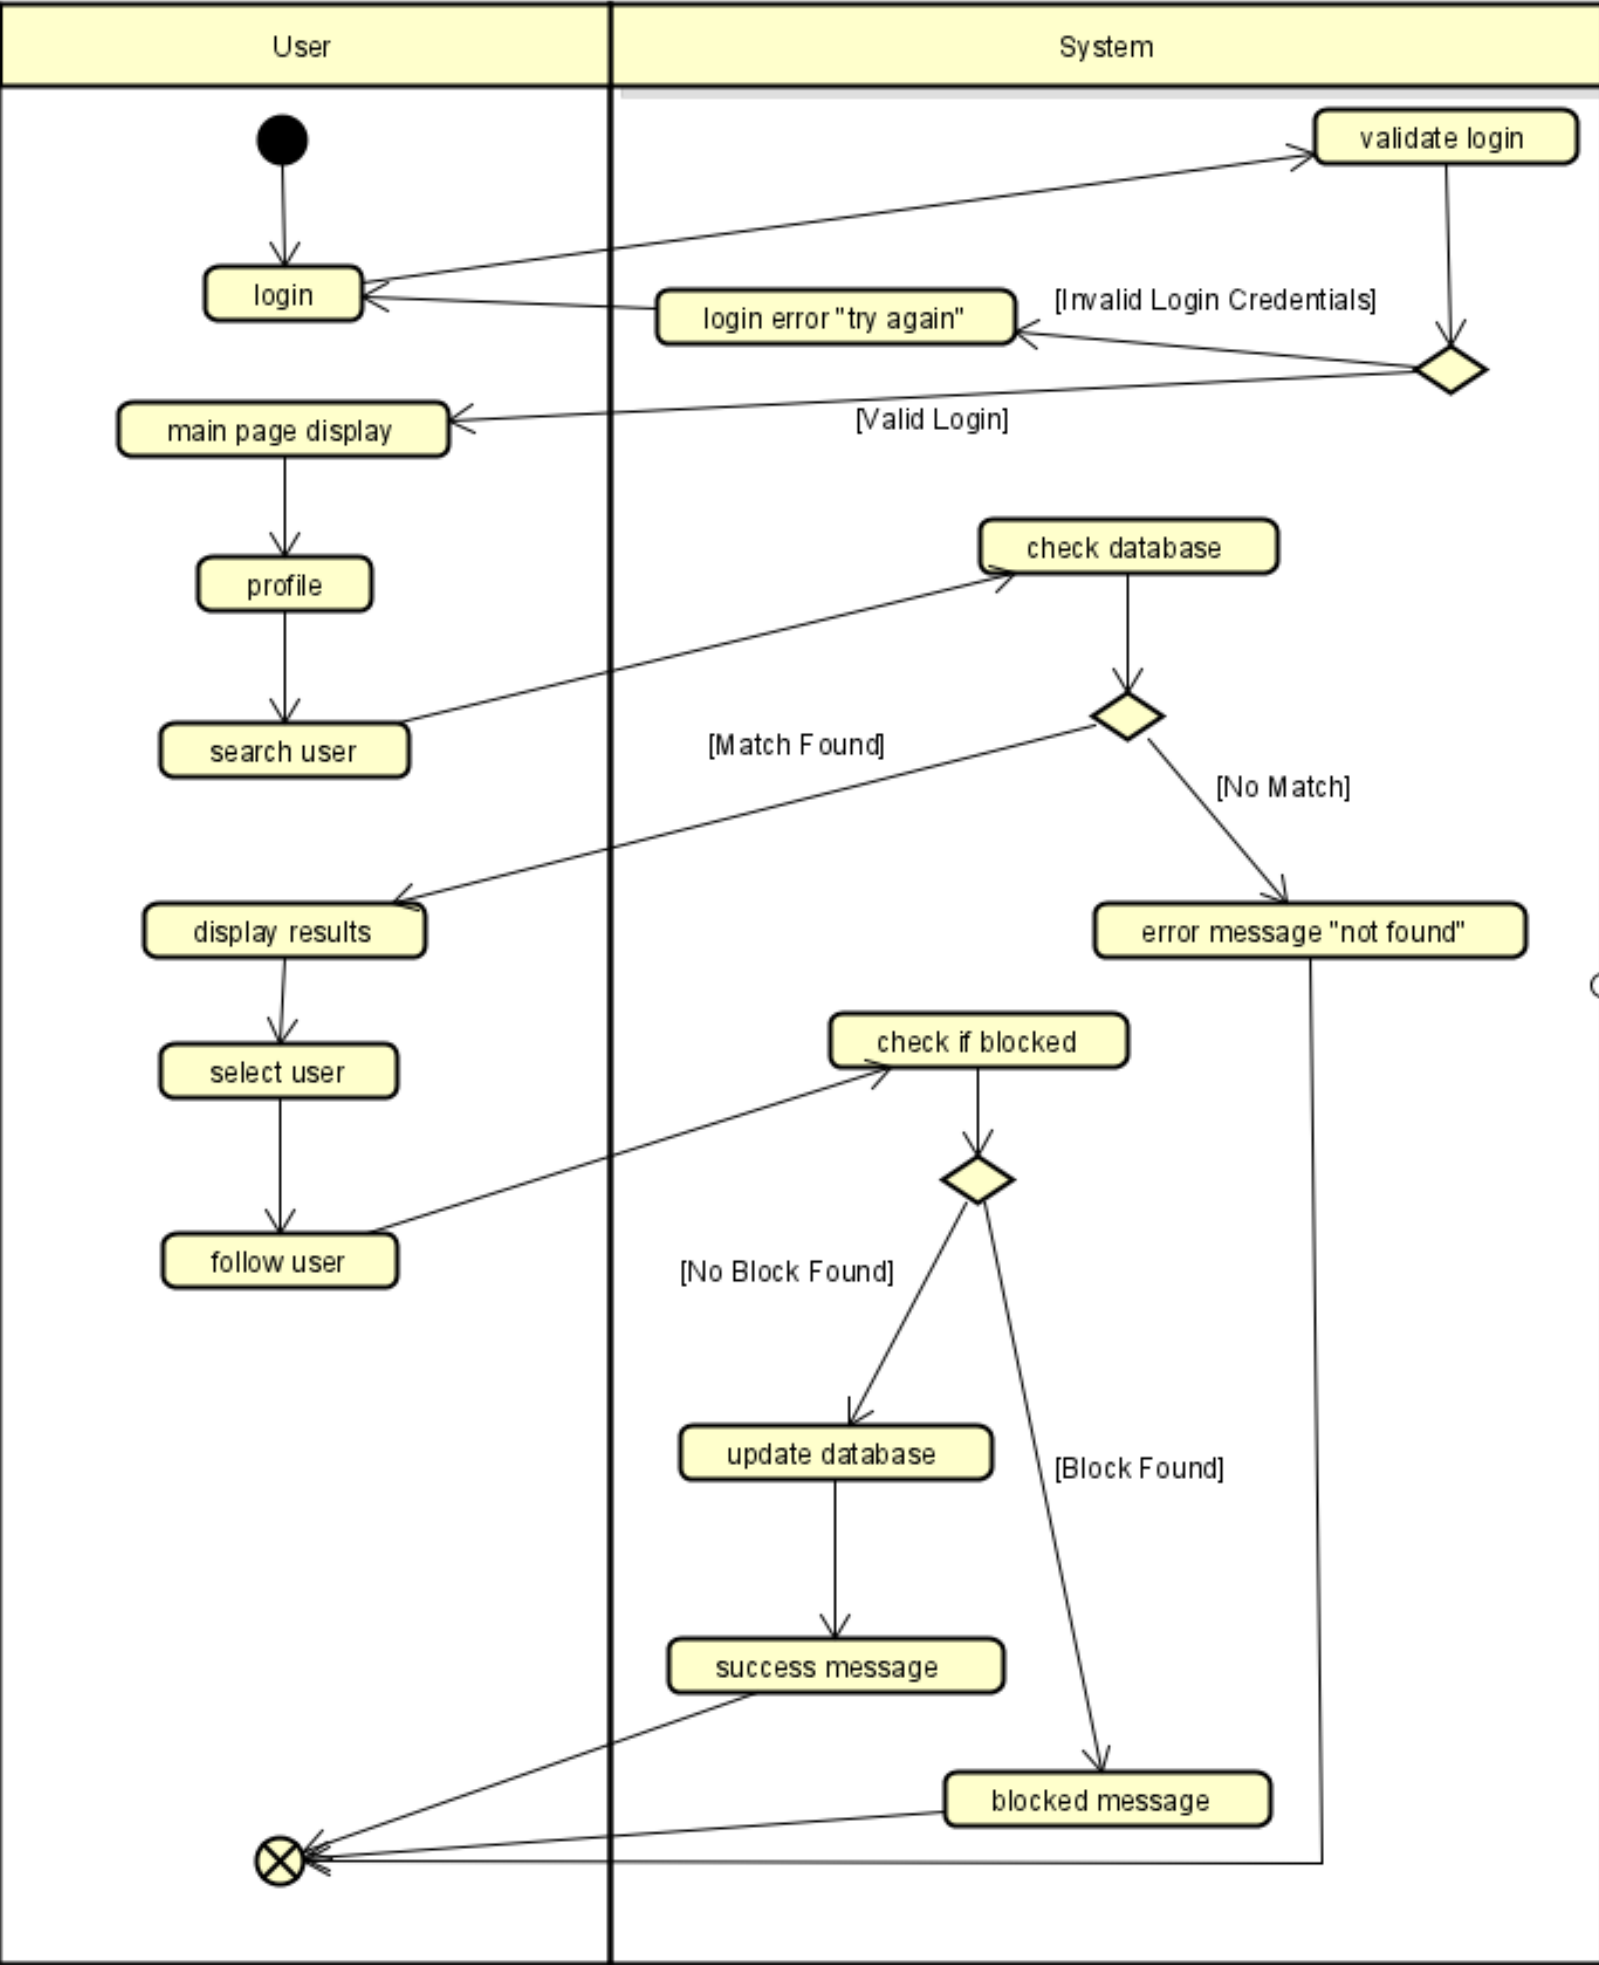 User
System
validate login
login
login error "try again"
[Invalid Login Credentials]
[Valid Login]
main page display
check database
profile
search user
[Match Found]
[No Match]
display results
error message "not found"
check if blocked
select user
follow user
[No Block Found]
update database
[Block Found]
success message
blocked message